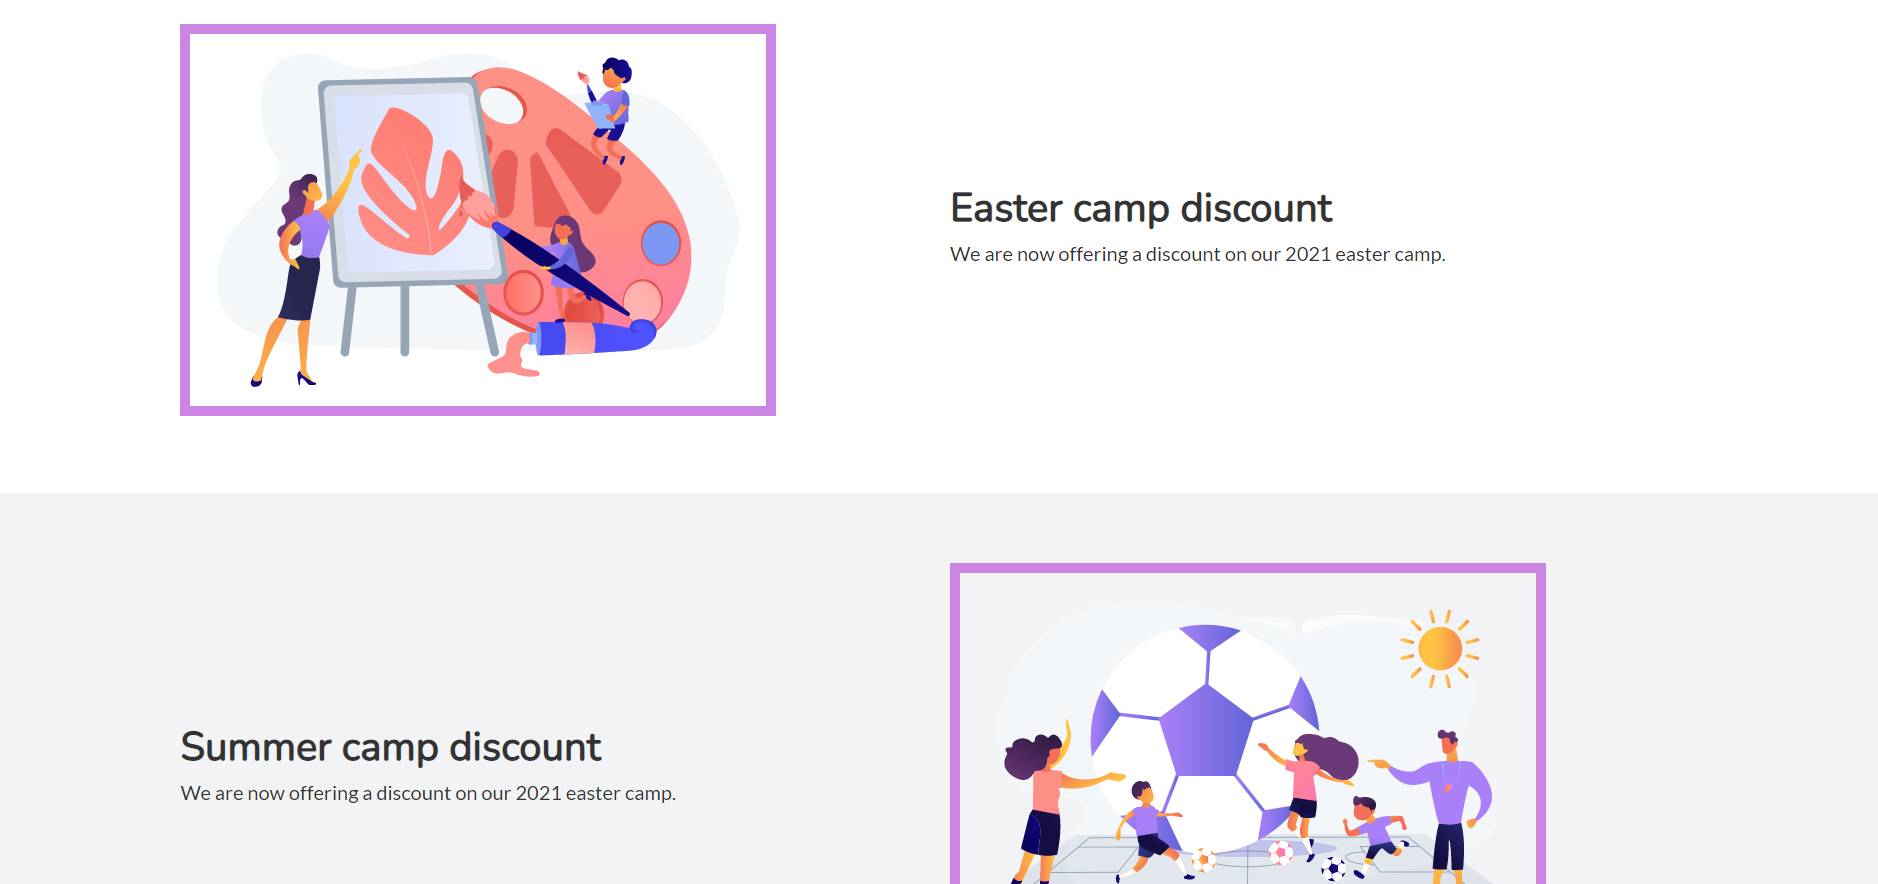 Easter camp discount
We are now offering a discount on our 2021 easter camp.
Summer camp discount
We are now offering a discount on our 2021 easter camp.